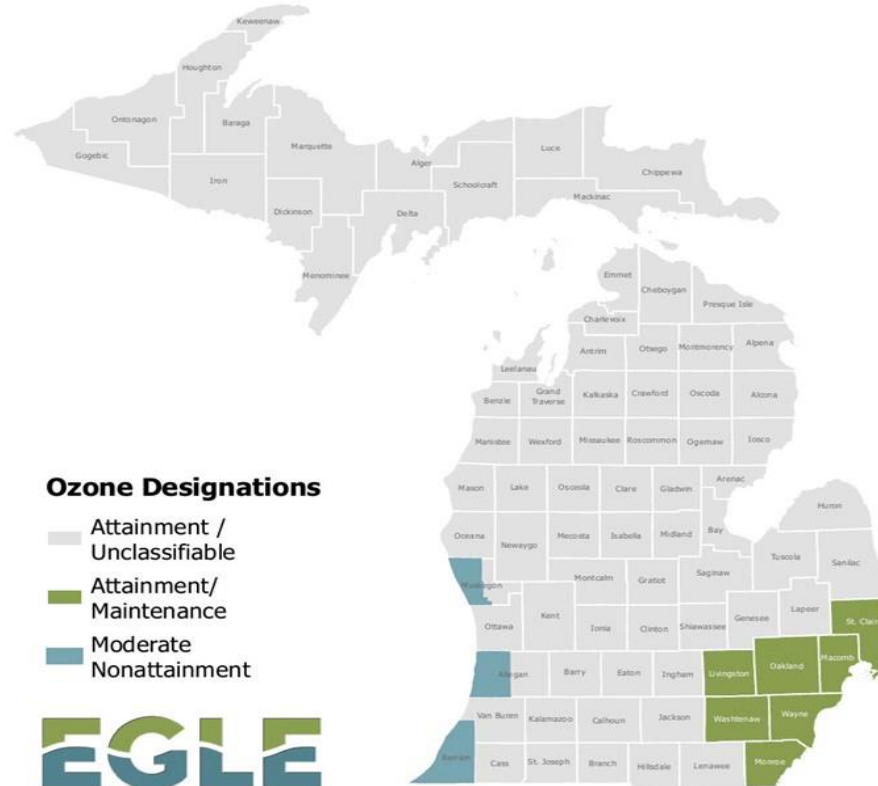 Keweenaw
Houghton
Ontonagon
Baraga
Gogebic
Marquette
Iron
Alger
Luce
Chippewa
Schoolcraft
Mackinac
Dickinson
Delta
Menominee
Emmet
Cheboygan
Presque Isle
Charlevoix
Antrim
Otsego
Montmorency
Alpena
Leelanau
Benzie
Grand
Traverse
Kalkaska
Crawford
Oscoda
Alcona
Manistee
Wexford
Missaukee
Roscommon
Ogemaw
Iosco
Mason
Lake
Osceola
Clare
Gladwin
Arenac
Huron
Oceana
Newaygo
Mecosta
Isabella
Midland
Bay
Tuscola
Sanilac
Muskegon
Montcalm
Gratiot
Saginaw
Ottawa
Kent
Ionia
Clinton
Shiawassee
Genesee
Lapeer
St. Clair
Allegan
Barry
Eaton
Ingham
Livingston
Oakland
Macomb
Van Buren
Kalamazoo
Calhoun
Jackson
Washtenaw
Wayne
Berrien
Cass
St. Joseph
Branch
Hillsdale
Lenawee
Monroe
Ozone Designations
Attainment /
Unclassifiable
Attainment/
Maintenance
Moderate
Nonattainment
EGLE